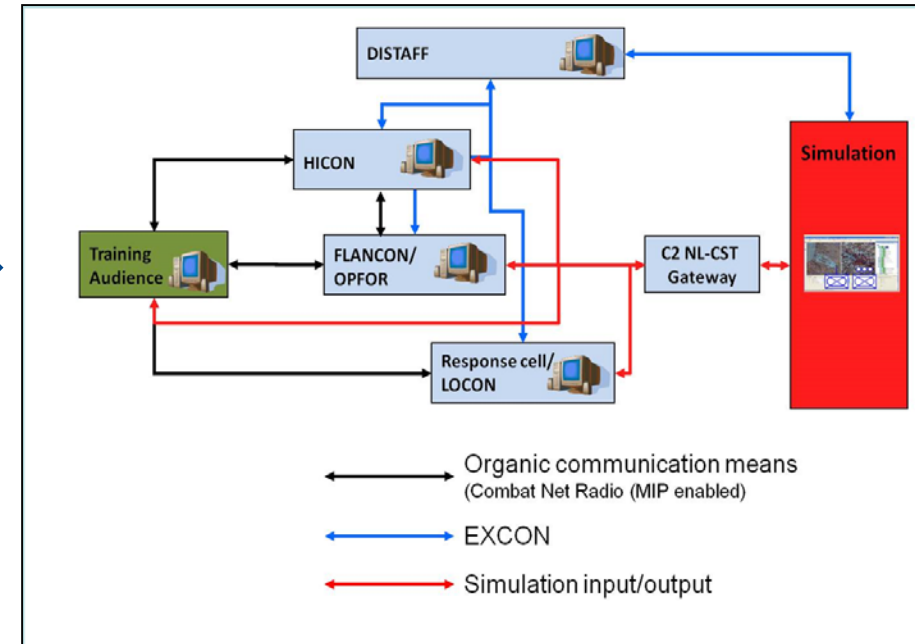 DISTAFF
HICON
Simulation
Training
Audience
FLANCON/
OPFOR
C2 NL-CST
Gateway
Response cell/
LOCON
Organic communication means
(Combat Net Radio (MIP enabled)
EXCON
Simulation input/output